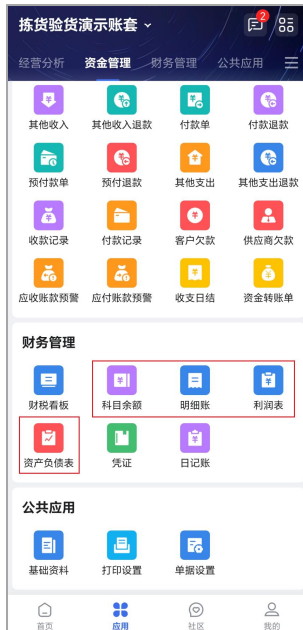 拣货验货演示账套
2
经营分析 资金管理 财务管理 公共应用
其他收入 其他收入退款 付款单 付款退款
预付款单 预付退款 其他支出 其他支出退款
收款记录 付款记录 客户欠款 供应商欠款
应收账款预警 应付账款预警 收支日结 资金转账单
财务管理
财税看板 科目余额 明细账 利润表
资产负债表 凭证 日记账
公共应用
基础资料 打印设置 单据设置
首页 应用 社区 我的